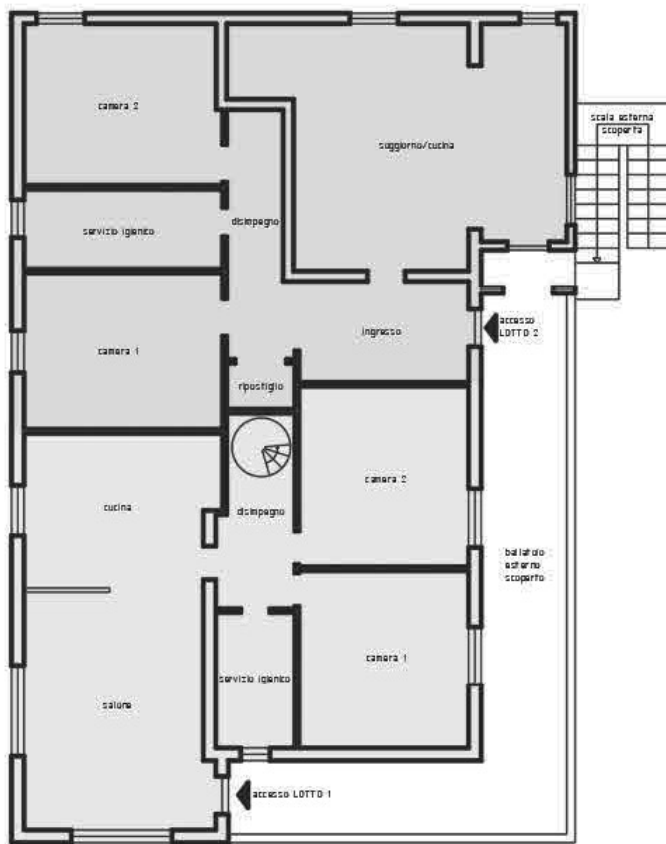 camera 2
scala esterna
scoperta
soggiorno/cucina
servizio igienico
disimpegno
accesso
LOTTO 2
ingresso
camera 1
ripostiglio
camera 2
cucina
disimpegno
ballatoio
esterno
scoperto
camera 1
servizio igienico
salone
accesso LOTTO 1